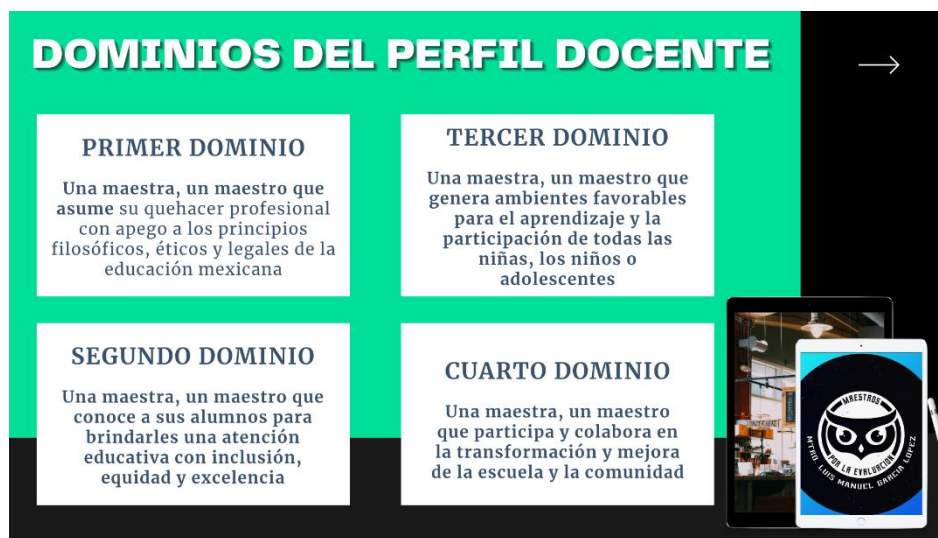 DOMINIOS DEL PERFIL DOCENTE
PRIMER DOMINIO
Una maestra, un maestro que
asume su quehacer profesional
con apego a los principios
filosóficos, éticos y legales de la
educación mexicana
SEGUNDO DOMINIO
Una maestra, un maestro que
conoce a sus alumnos para
brindarles una atención
educativa con inclusión,
equidad y excelencia
TERCER DOMINIO
Una maestra, un maestro que
genera ambientes favorables
para el aprendizaje y la
participación de todas las
niñas, los niños o
adolescentes
CUARTO DOMINIO
Una maestra, un maestro
que participa y colabora en
la transformación y mejora
de la escuela y la comunidad
MAESTROS
POR LA EVALUACION
MTRO. LUIS MANUEL GARCIA LOPEZ